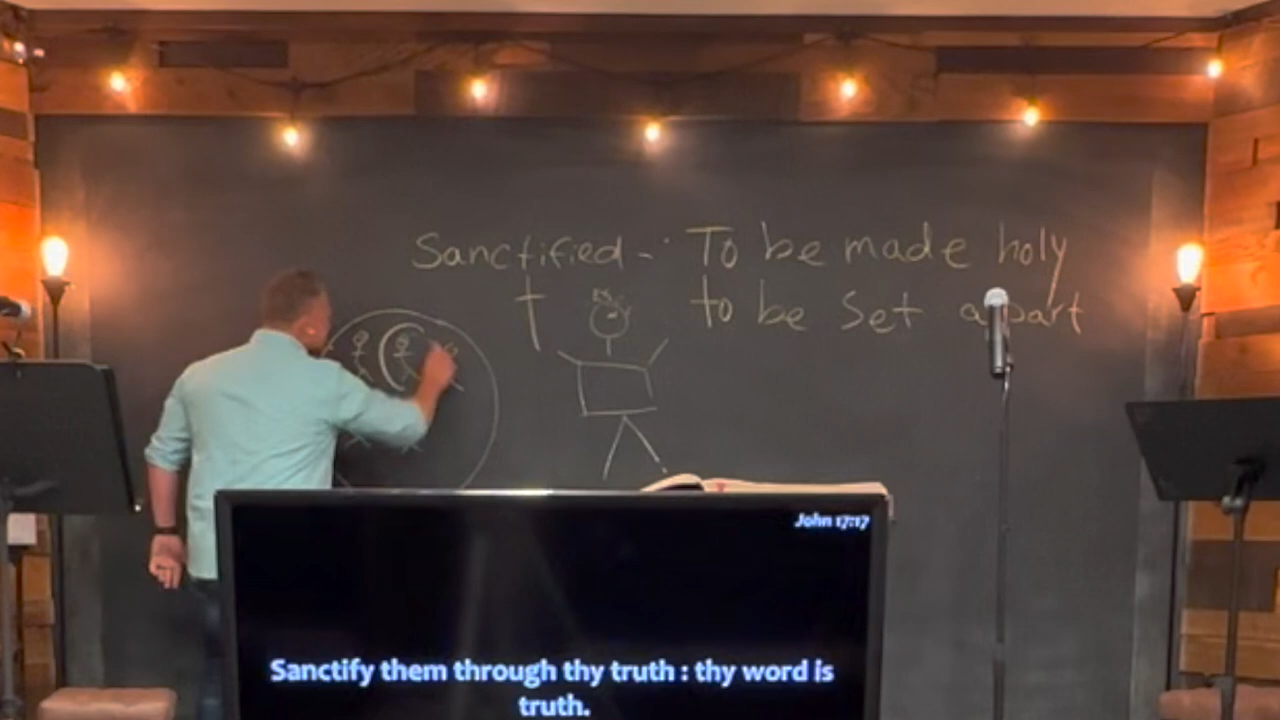 Sanctified - To be made holy
to be set apart
John 17:17
Sanctify them through thy truth : thy word is
truth.